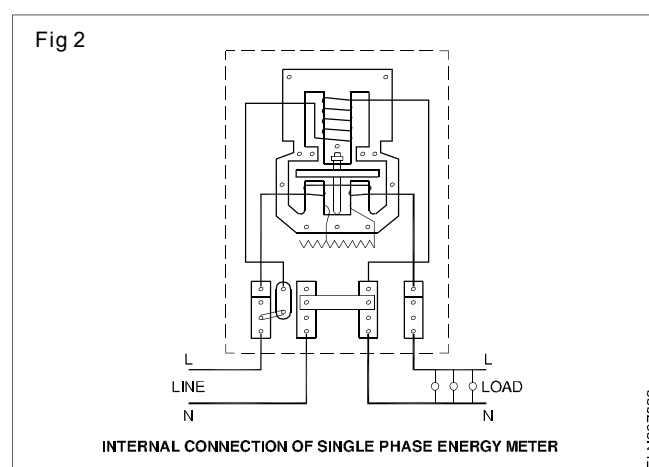 Fig 2
L
LINE
N
L
LOAD
N
INTERNAL CONNECTION OF SINGLE PHASE ENERGY METER